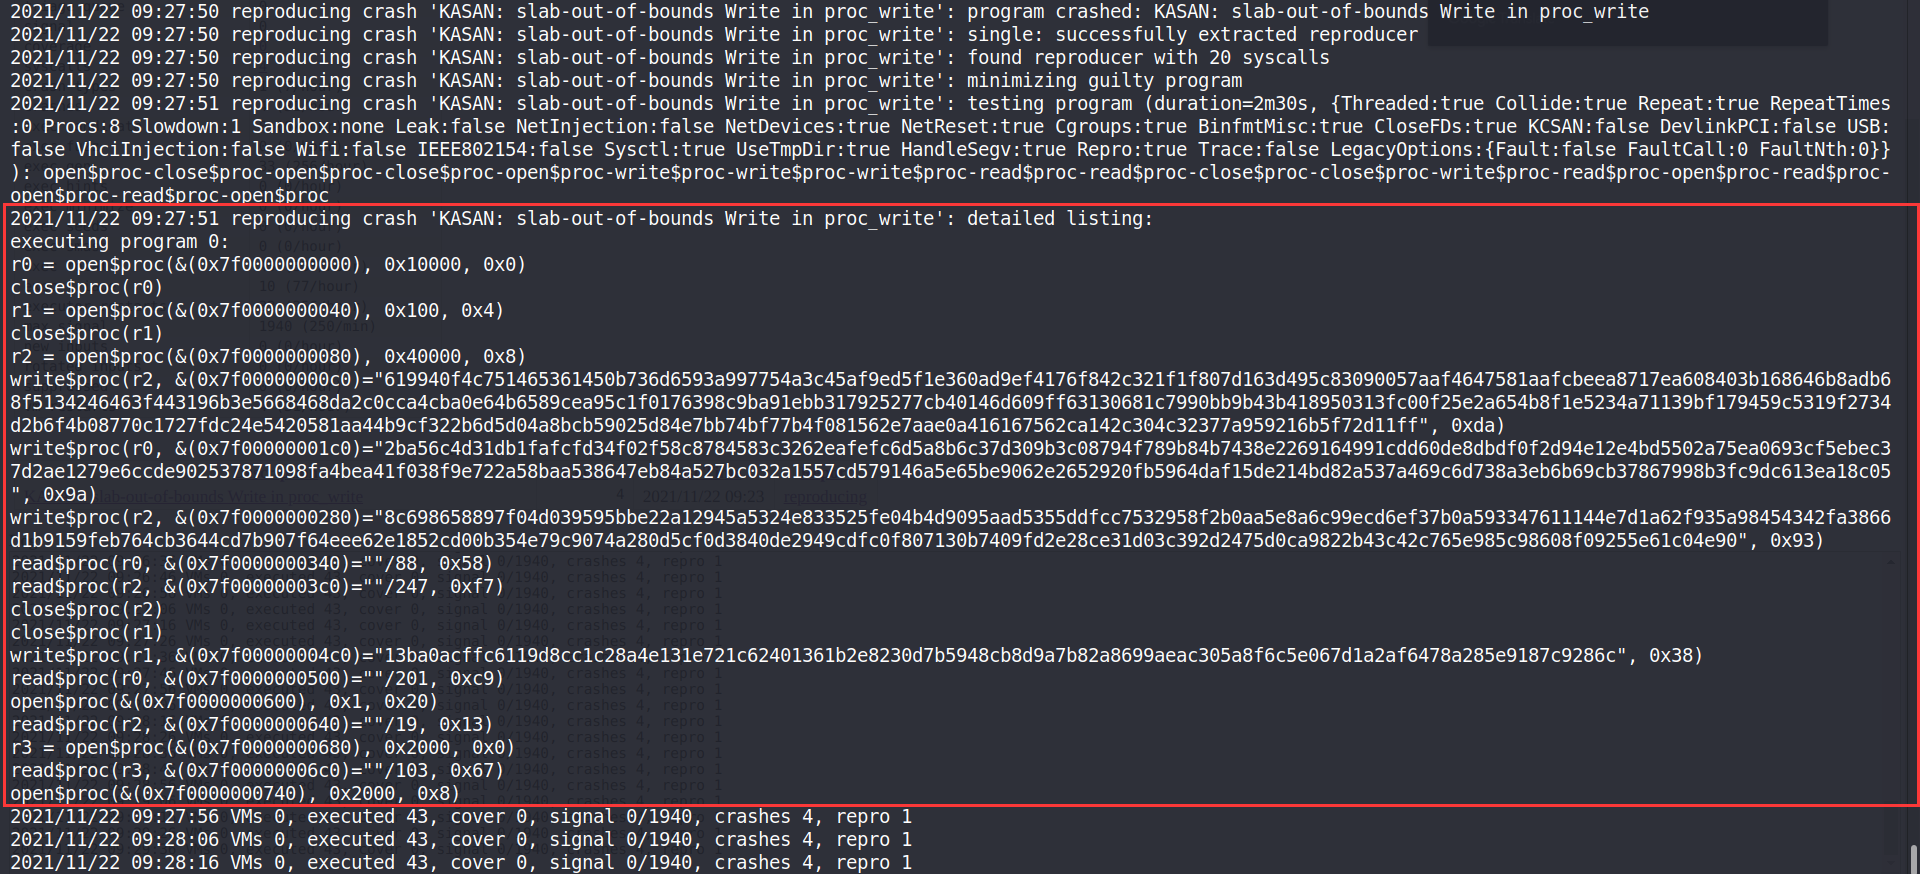 2021/11/22 09:27:50 reproducing crash 'KASAN: slab-out-of-bounds Write in proc_write': program crashed: KASAN: slab-out-of-bounds Write in proc_write
2021/11/22 09:27:50 reproducing crash 'KASAN: slab-out-of-bounds Write in proc_write': single: successfully extracted reproducer
2021/11/22 09:27:50 reproducing crash 'KASAN: slab-out-of-bounds Write in proc_write': found reproducer with 20 syscalls
2021/11/22 09:27:50 reproducing crash 'KASAN: slab-out-of-bounds Write in proc_write': minimizing guilty program
2021/11/22 09:27:51 reproducing crash 'KASAN: slab-out-of-bounds Write in proc_write': testing program (duration=2m30s, {Threaded:true Collide:true Repeat:true RepeatTimes
:0 Procs:8 Slowdown:1 Sandbox:none Leak:false NetInjection:false NetDevices:true NetReset:true Cgroups:true BinfmtMisc:true CloseFDs:true KCSAN:false DevlinkPCI:false USB:
false VhciInjection:false Wifi:false IEEE802154:false Sysctl:true UseTmpDir:true HandleSegv:true Repro:true Trace:false LegacyOptions:{Fault:false FaultCall:0 FaultNth:0}}
): open$proc-close$proc-open$proc-close$proc-open$proc-write$proc-write$proc-write$proc-read$proc-read$proc-close$proc-close$proc-write$proc-read$proc-open$proc-read$proc-
open$proc-read$proc-open$proc
2021/11/22 09:27:51 reproducing crash 'KASAN: slab-out-of-bounds Write in proc_write': detailed listing:
executing program 0:
r0 = open$proc(&(0x7f0000000000), 0x10000, 0x0)
close$proc(r0)
r1 = open$proc(&(0x7f0000000040), 0x100, 0x4)
close$proc(r1)
r2 = open$proc(&(0x7f0000000080), 0x40000, 0x8)
write$proc(r2, &(0x7f00000000c0)="619940f4c751465361450b736d6593a997754a3c45af9ed5f1e360ad9ef4176f842c321f1f807d163d495c83090057aaf4647581aafcbeea8717ea608403b168646b8adb6
8f5134246463f443196b3e5668468da2c0cca4cba0e64b6589cea95c1f0176398c9ba91ebb317925277cb40146d609ff63130681c7990bb9b43b418950313fc00f25e2a654b8f1e5234a71139bf179459c5319f2734
d2b6f4b08770c1727fdc24e5420581aa44b9cf322b6d5d04a8bcb59025d84e7bb74bf77b4f081562e7aae0a416167562ca142c304c32377a959216b5f72d11ff", 0xda)
write$proc(r0, &(0x7f00000001c0)="2ba56c4d31db1fafcfd34f02f58c8784583c3262eafefc6d5a8b6c37d309b3c08794f789b84b7438e2269164991cdd60de8dbdf0f2d94e12e4bd5502a75ea0693cf5ebec3
7d2ae1279e6ccde902537871098fa4bea41f038f9e722a58baa538647eb84a527bc032a1557cd579146a5e65be9062e2652920fb5964daf15de214bd82a537a469c6d738a3eb6b69cb37867998b3fc9dc613ea18c05
", 0x9a)
write$proc(r2, &(0x7f0000000280)="8c698658897f04d039595bbe22a12945a5324e833525fe04b4d9095aad5355ddfcc7532958f2b0aa5e8a6c99ecd6ef37b0a593347611144e7d1a62f935a98454342fa3866
d1b9159feb764cb3644cd7b907f64eee62e1852cd00b354e79c9074a280d5cf0d3840de2949cdfc0f807130b7409fd2e28ce31d03c392d2475d0ca9822b43c42c765e985c98608f09255e61c04e90", 0x93)
read$proc(r0, &(0x7f0000000340)=""/88, 0x58)
read$proc(r2, &(0x7f00000003c0)=""/247, 0xf7)
close$proc(r2)
close$proc(r1)
write$proc(r1, &(0x7f00000004c0)="13ba0acffc6119d8cc1c28a4e131e721c62401361b2e8230d7b5948cb8d9a7b82a8699aeac305a8f6c5e067d1a2af6478a285e9187c9286c", 0x38)
read$proc(r0, &(0x7f0000000500)=""/201, 0xc9)
open$proc(&(0x7f0000000600), 0x1, 0x20)
read$proc(r2, &(0x7f0000000640)=""/19, 0x13)
r3 = open$proc(&(0x7f0000000680), 0x2000, 0x0)
read$proc(r3, &(0x7f00000006c0)=""/103, 0x67)
open$proc(&(0x7f0000000740), 0x2000, 0x8)
2021/11/22 09:27:56 VMs 0, executed 43, cover 0, signal 0/1940, crashes 4, repro 1
2021/11/22 09:28:06 VMs 0, executed 43, cover 0, signal 0/1940, crashes 4, repro 1
2021/11/22 09:28:16 VMs 0, executed 43, cover 0, signal 0/1940, crashes 4, repro 1